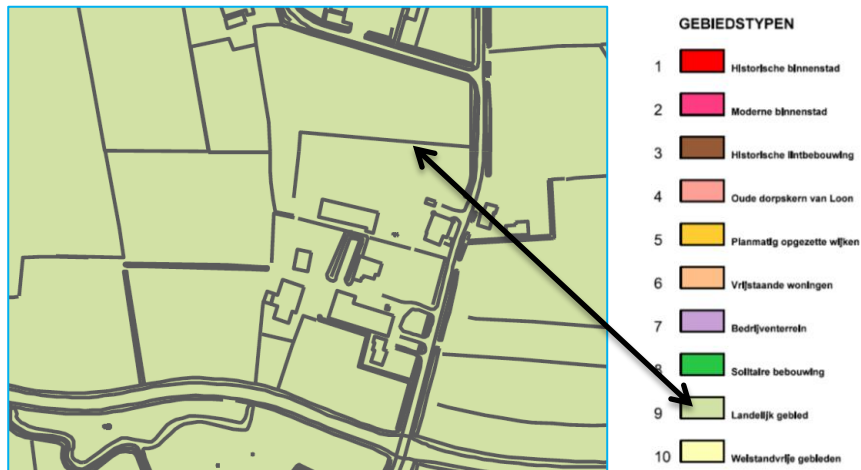 GEBIEDSTYPEN
1 Historische binnenstad
2 Moderne binnenstad
3 Historische lintbebouwing
4 Oude dorpskern van Loon
5 Planmatig opgezette wijken
6 Vrijstaande woningen
7 Bedrijventerrein
8 Solitaire bebouwing
9 Landelijk gebied
10 Welstandvrije gebieden